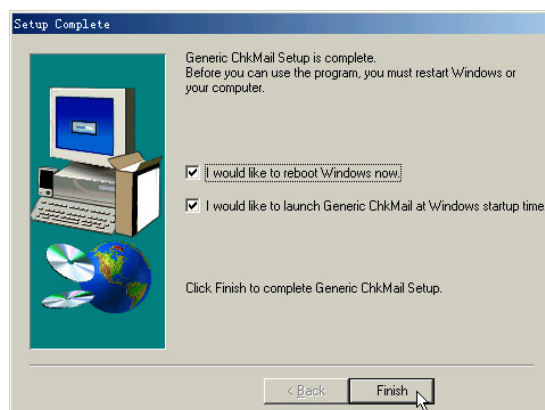 Setup Complete
Generic ChkMail Setup is complete.
Before you can use the program, you must restart Windows or
your computer.
I would like to reboot Windows now.
I would like to launch Generic ChkMail at Windows startup time
Click Finish to complete Generic ChkMail Setup.
< Back
Finish